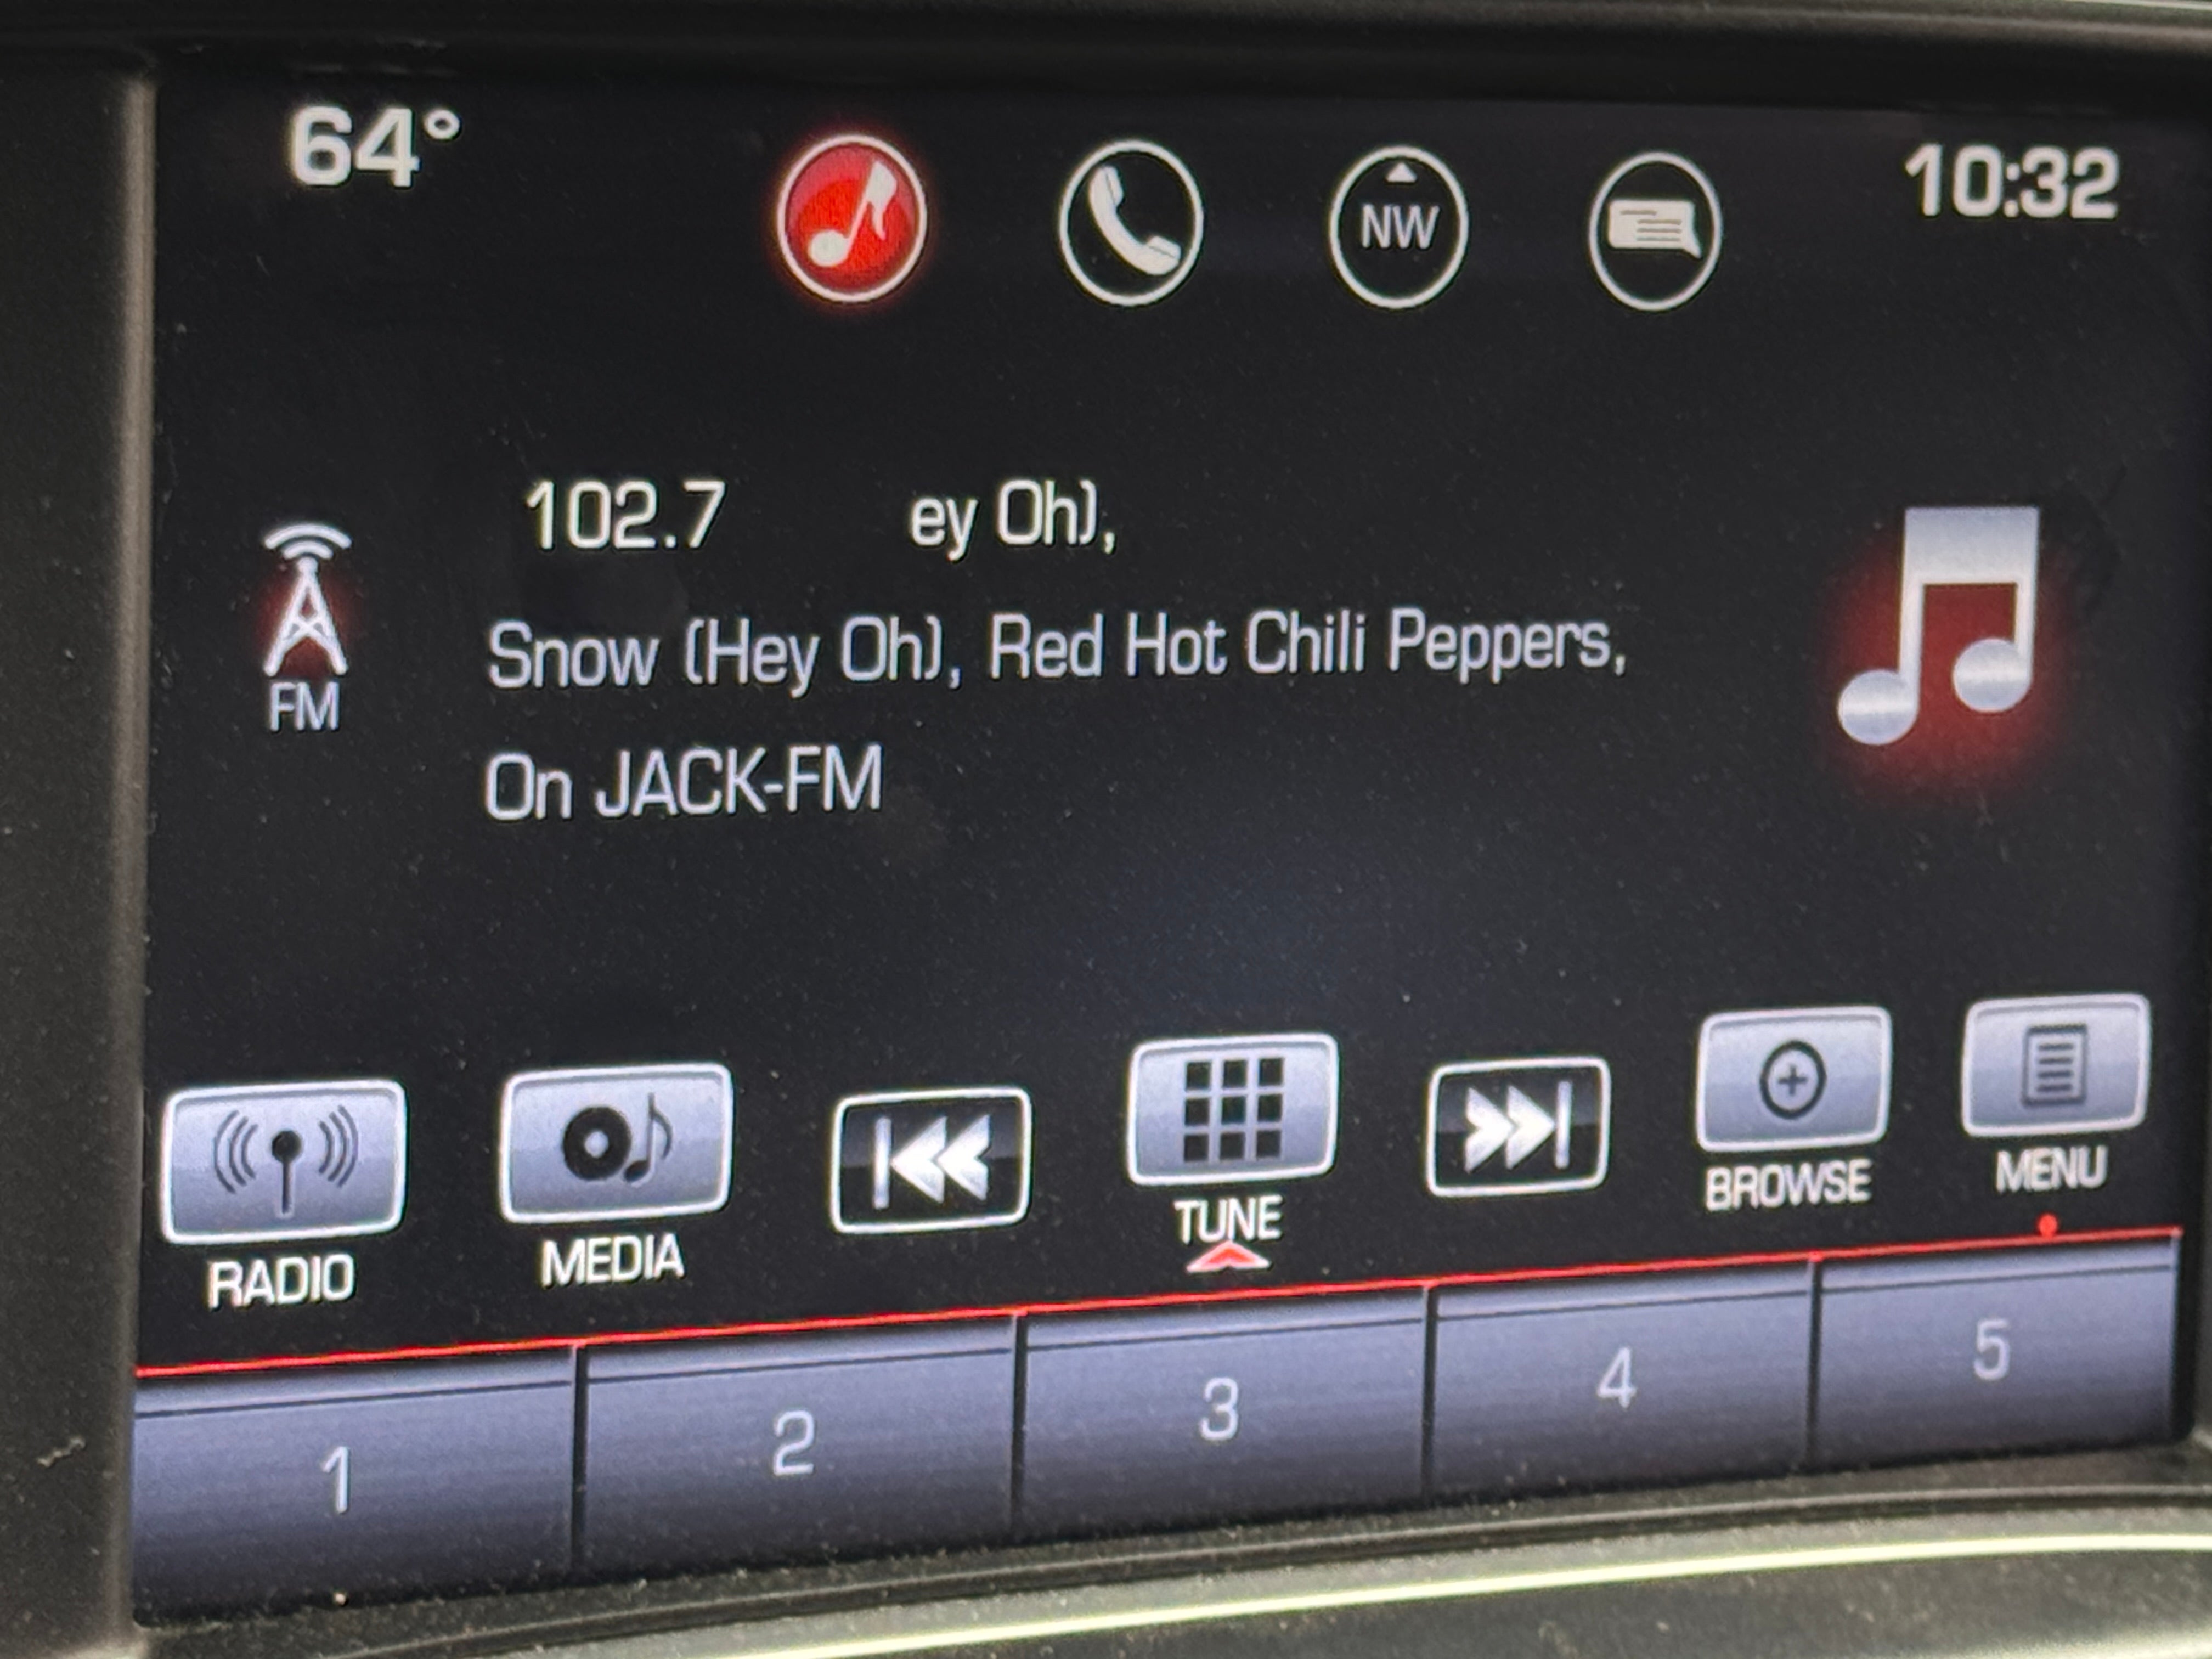 64°
NW
10:32
102.7 ey Oh),
Snow (Hey Oh), Red Hot Chili Peppers,
On JACK-FM
FM
TUNE
BROWSE
MENU
RADIO
MEDIA
1
2
3
4
5